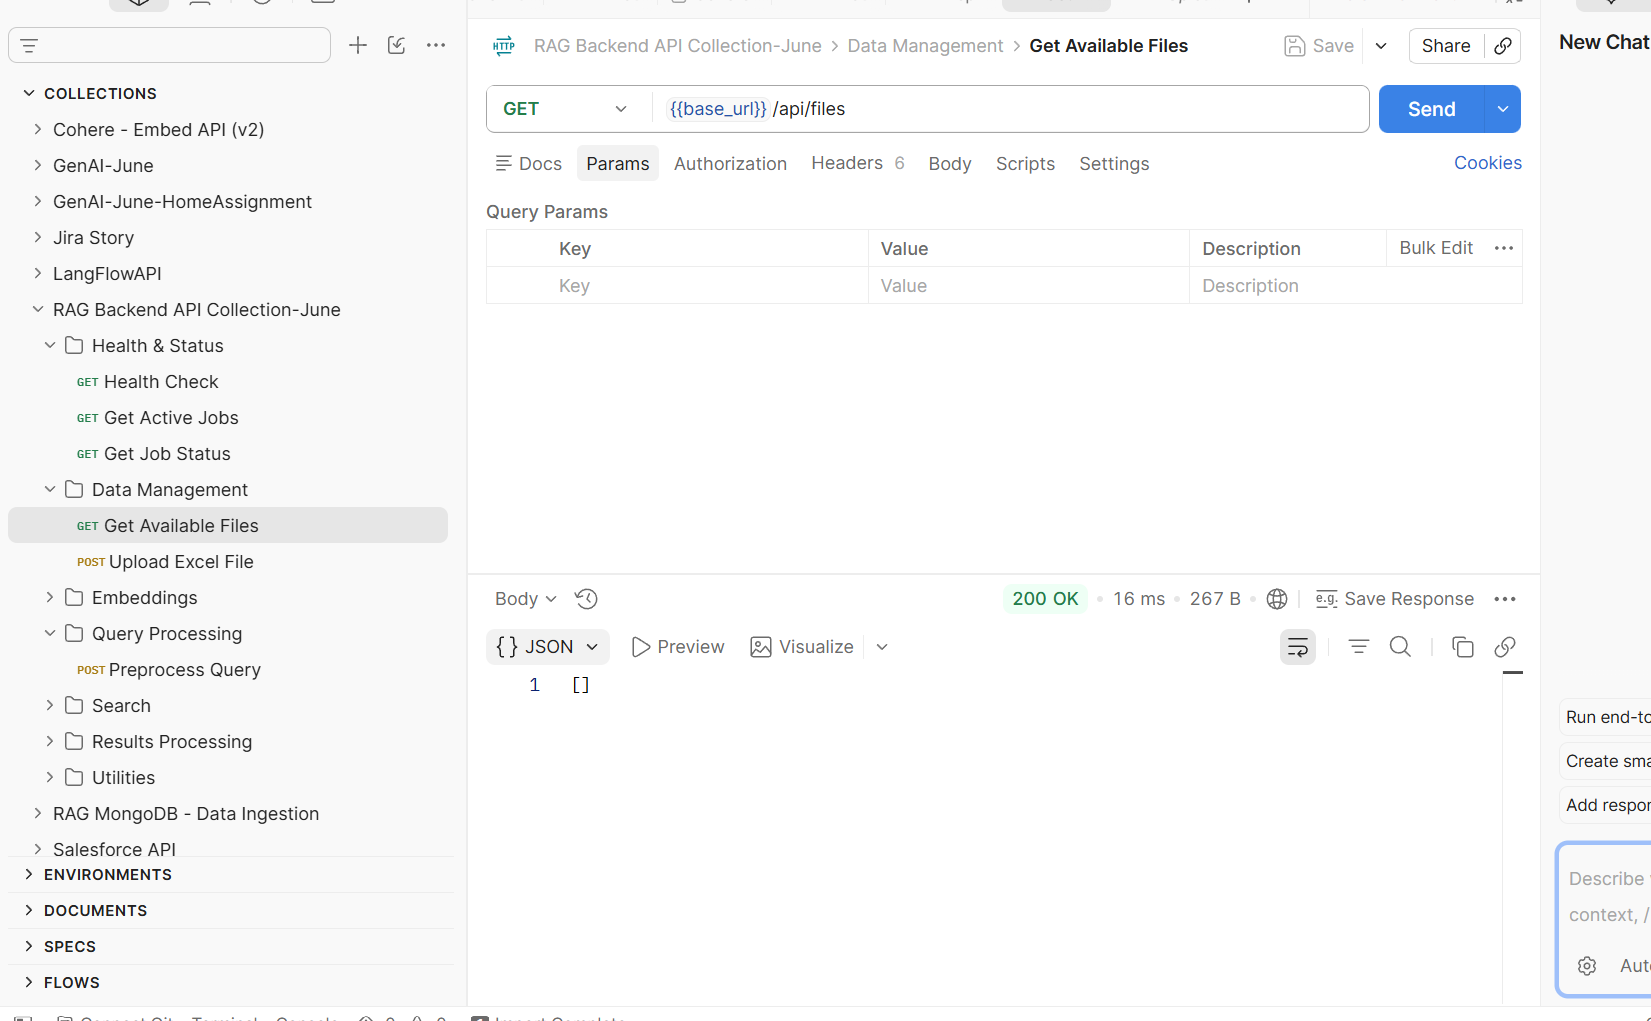 COLLECTIONS
Cohere - Embed API (v2)
GenAI-June
GenAI-June-HomeAssignment
Jira Story
LangFlowAPI
RAG Backend API Collection-June
Health & Status
GET Health Check
GET Get Active Jobs
GET Get Job Status
Data Management
GET Get Available Files
POST Upload Excel File
Embeddings
Query Processing
POST Preprocess Query
Search
Results Processing
Utilities
RAG MongoDB - Data Ingestion
Salesforce API
ENVIRONMENTS
DOCUMENTS
SPECS
FLOWS
HTTP RAG Backend API Collection-June > Data Management > Get Available Files
Save
Share
GET {{base_url}} /api/files
Send
Docs Params Authorization Headers 6 Body Scripts Settings Cookies
Query Params
Key Value Description Bulk Edit
Key Value Description
Body 200 OK 16 ms 267 B e.g. Save Response
{} JSON Preview Visualize
1 []
New Chat
Run end-to
Create sma
Add respon
Describe
context, /
Aut